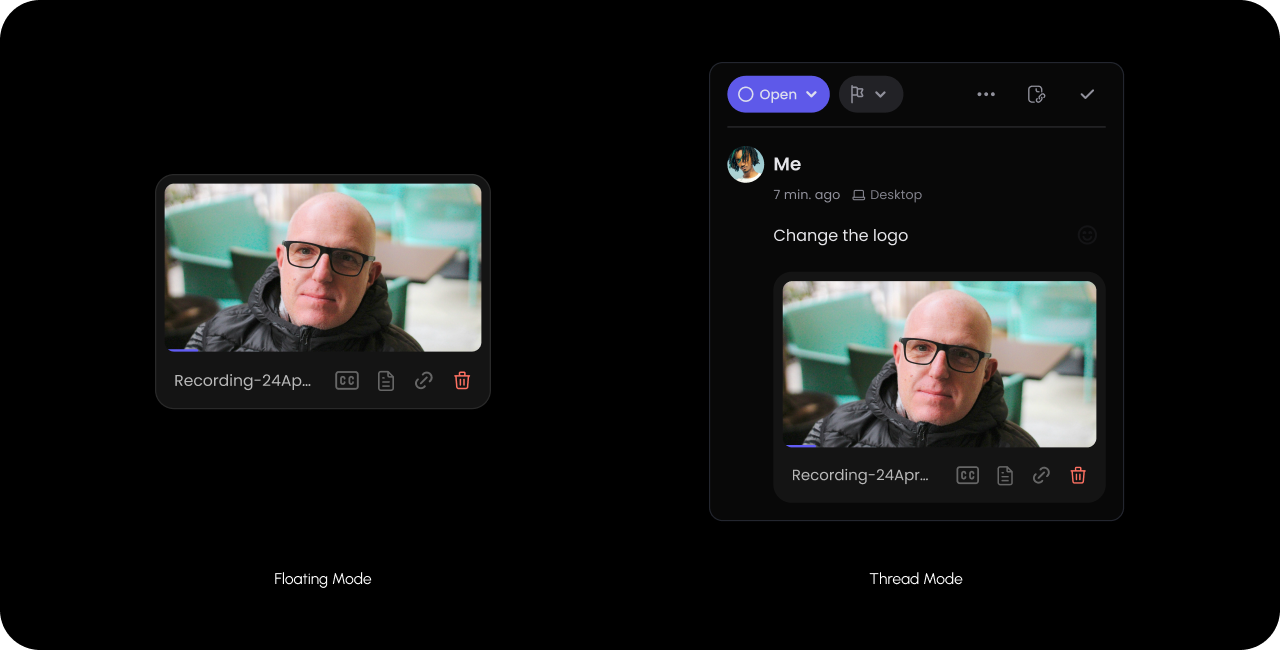 Recording-24Ap...
CC
Floating Mode
Open
Me
7 min. ago Desktop
Change the logo
Recording-24Apr...
CC
Thread Mode